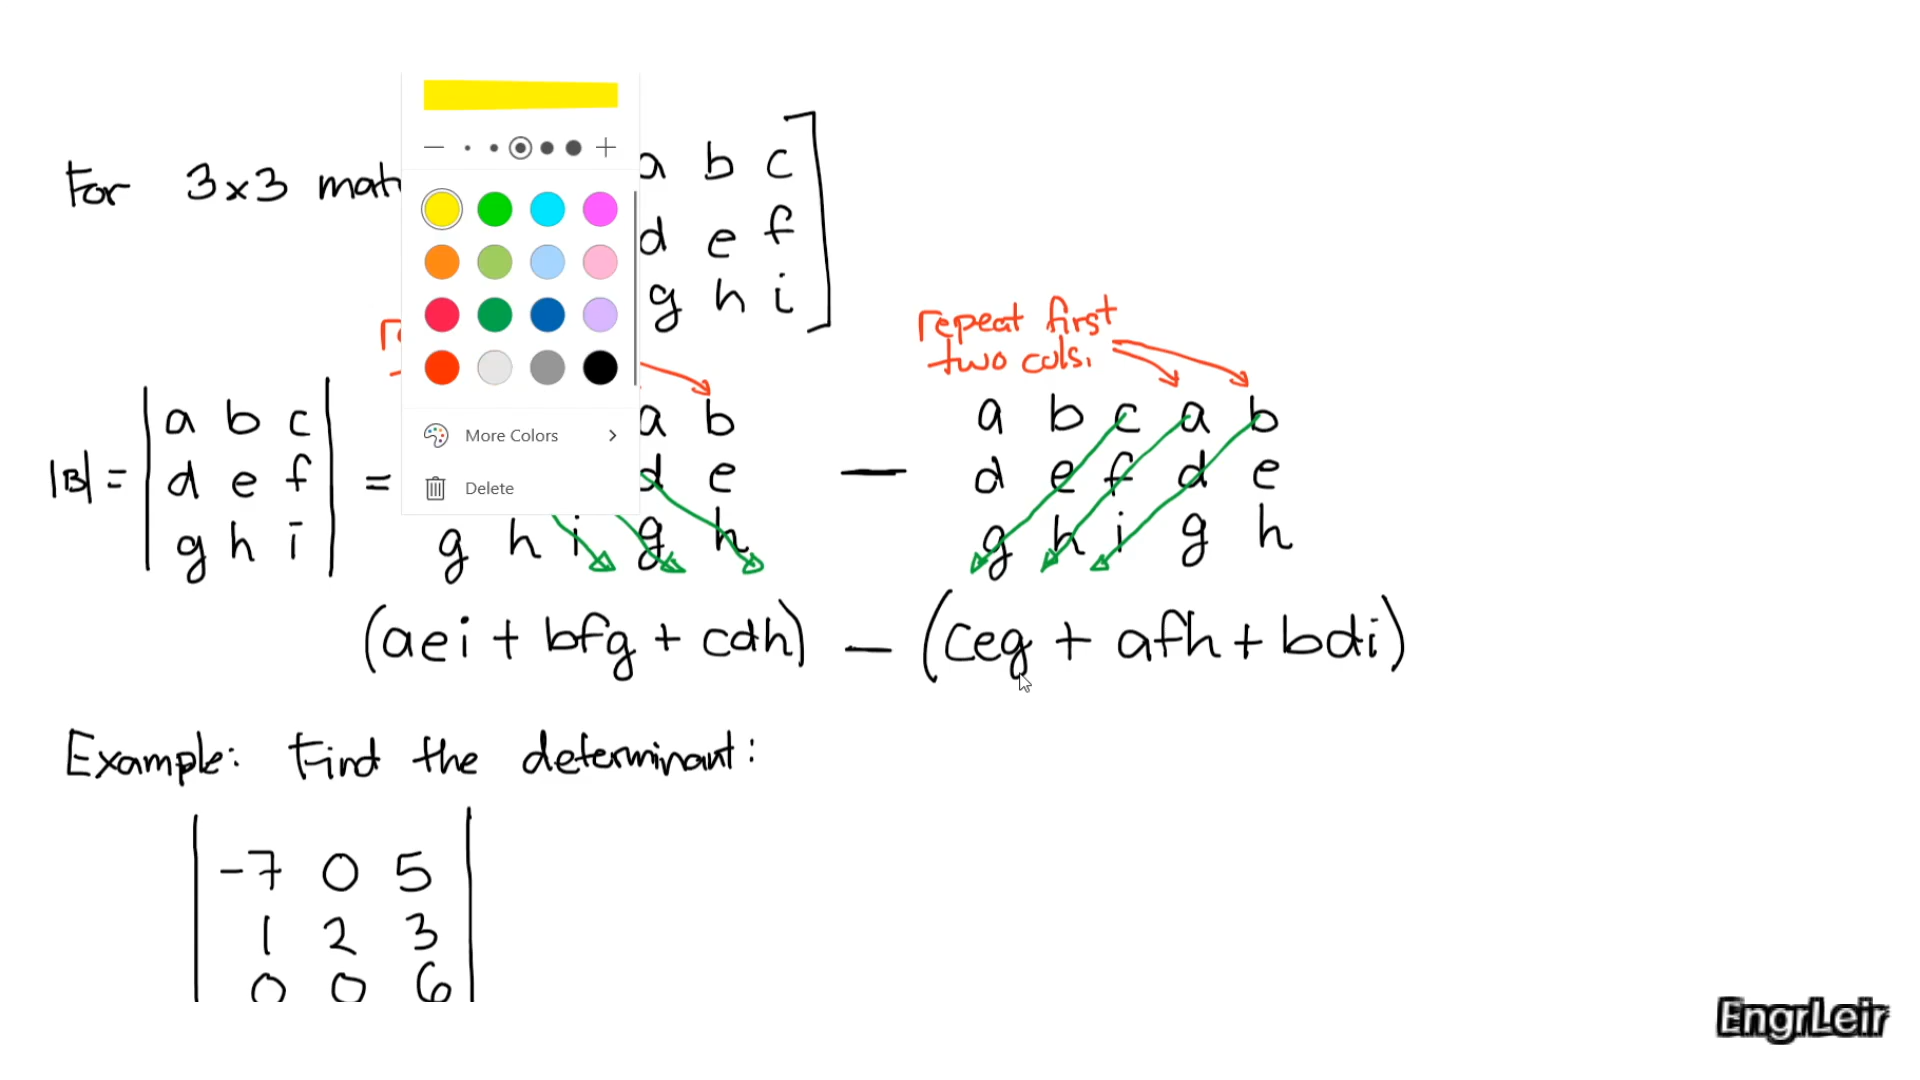 For 3x3 mat
a b c
d e f
g h i
repeat first
two cols.
More Colors
Delete
|B| = | a b c | = a b — a b c a b
d e f d e d e f d e
g h i g h i g h g h i g h
(aei + bfg + cdh) — (ceg + afh + bdi)
Example: Find the determinant:
-7 0 5
1 2 3
0 0 6
EngrLeir